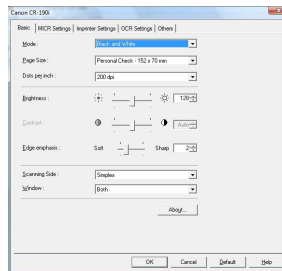 Canon CR-190i
Basic MICR Settings Imprinter Settings OCR Settings Others
Mode : Black and White
Page Size : Personal Check - 152 x 70 mm
Dots per inch : 200 dpi
Brightness : 128
Contrast : Auto
Edge emphasis : Soft Sharp 2
Scanning Side : Simplex
Window : Both
About...
OK Cancel Default Help